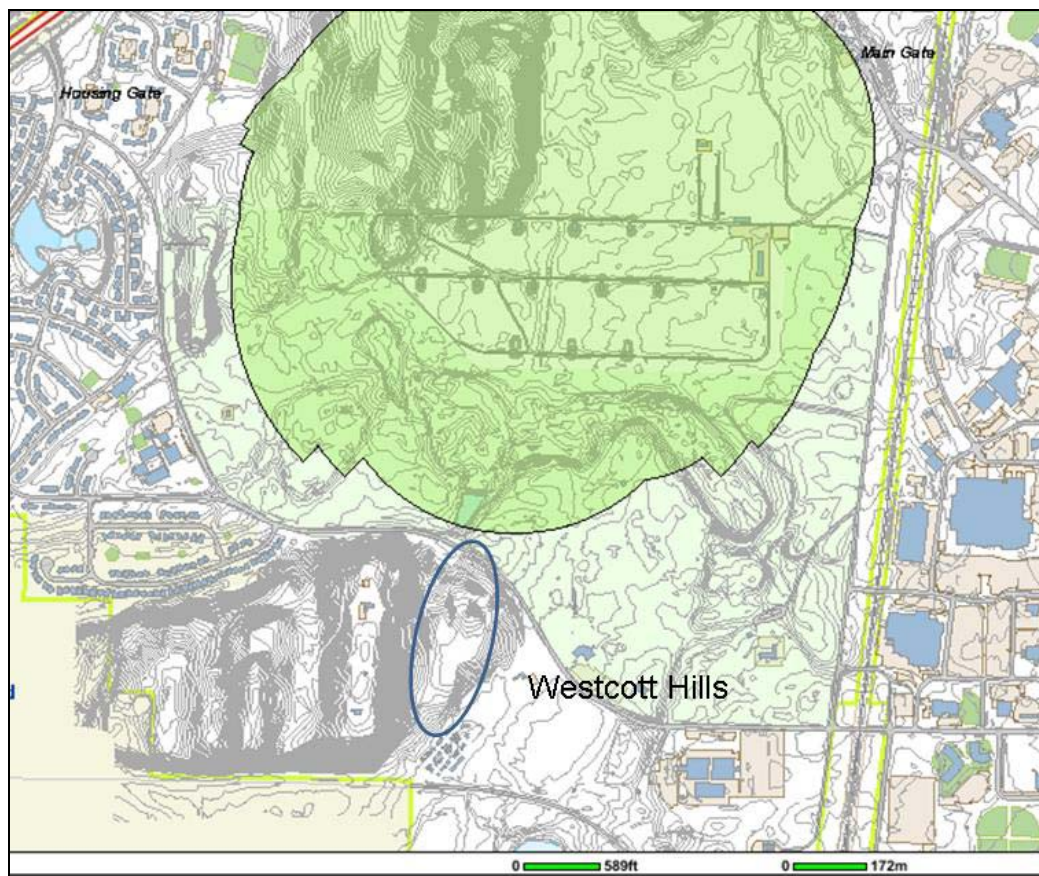 Main Gate
Housing Gate
Westcott Hills
d
0 589ft 0 172m